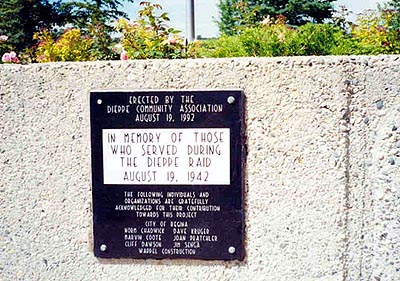 ERECTED BY THE
DIEPPE COMMUNITY ASSOCIATION
AUGUST 19, 1992
IN MEMORY OF THOSE
WHO SERVED DURING
THE DIEPPE RAID
AUGUST 19, 1942
THE FOLLOWING INDIVIDUALS AND
ORGANIZATIONS ARE GRATEFULLY
ACKNOWLEDGED FOR THEIR CONTRIBUTION
TOWARDS THIS PROJECT
CITY OF REGINA
NORM CHADWICK DAVE KRUGER
MARVIN COOTE JOAN PRATCHLER
CLIFF DAWSON JIM SENGA
WAPPEL CONSTRUCTION